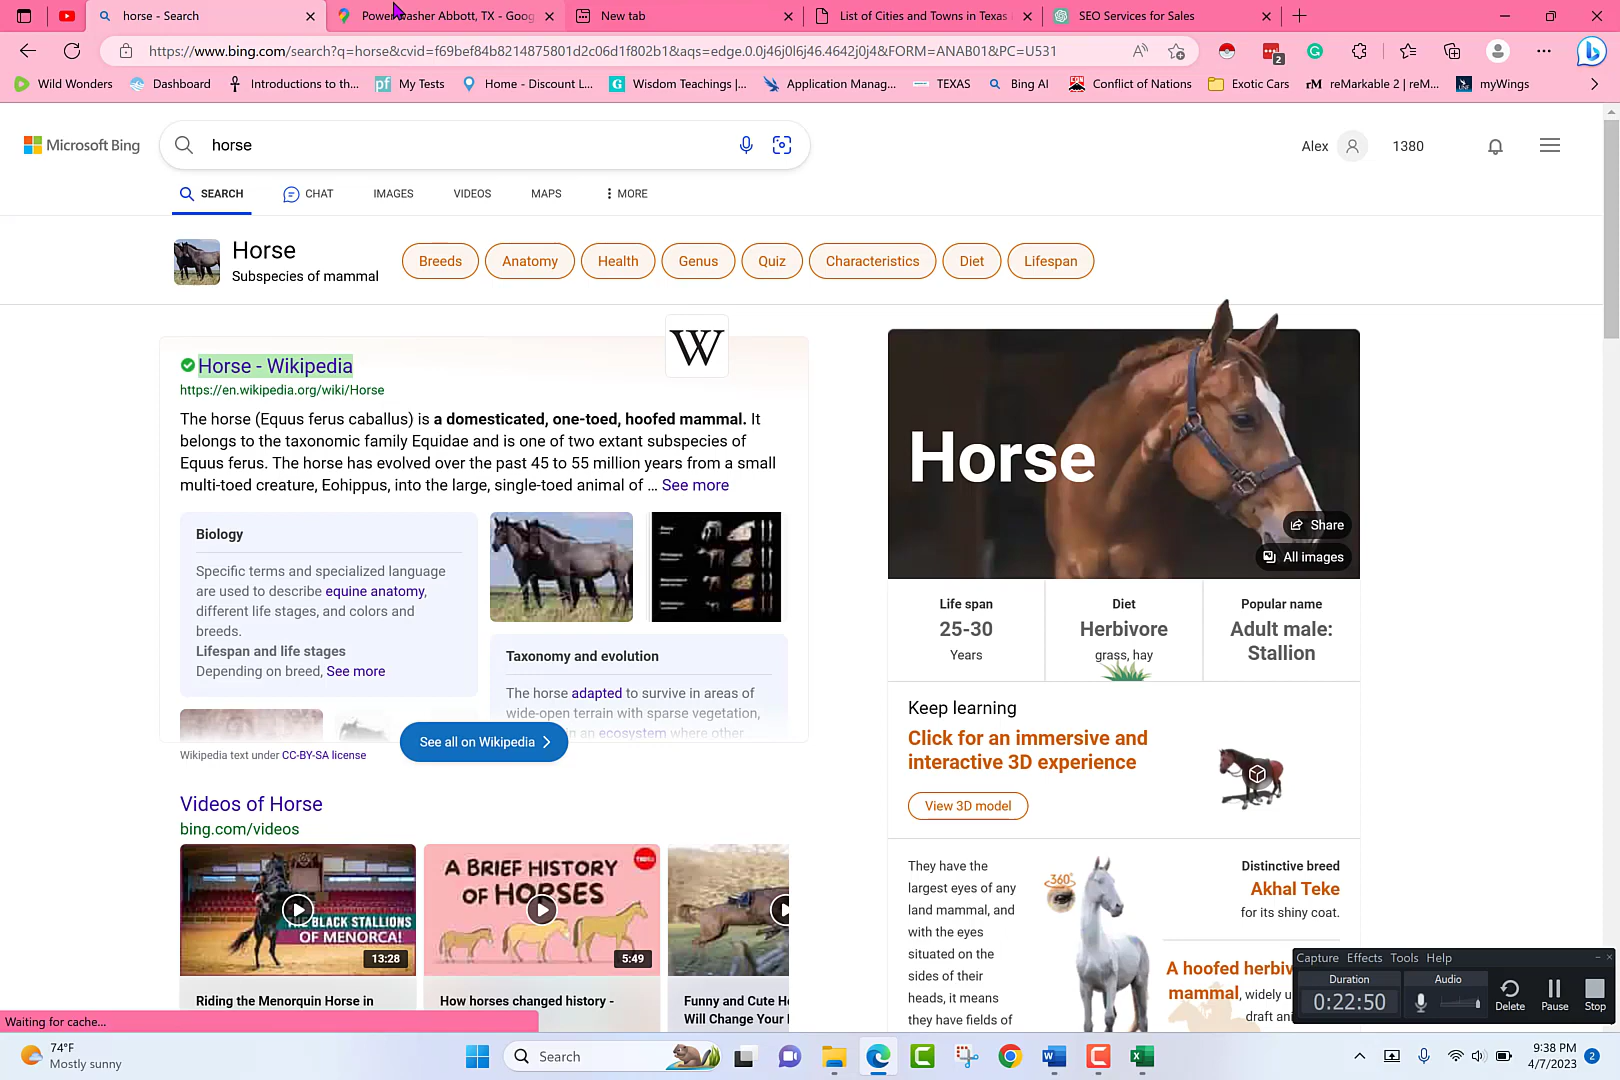 horse - Search
Power washer Abbott, TX - Goog
New tab
List of Cities and Towns in Texas
SEO Services for Sales
https://www.bing.com/search?q=horse&cvid=f69bef84b8214875801d2c06d1f802b1&aqs=edge.0.0j46j0l6j46.4642j0j4&FORM=ANAB01&PC=U531
2
Wild Wonders
Dashboard
Introductions to th...
My Tests
Home - Discount L...
Wisdom Teachings |...
Application Manag...
TEXAS
Bing AI
Conflict of Nations
Exotic Cars
rM reMarkable 2 | reM...
myWings
Microsoft Bing
horse
Alex
1380
SEARCH
CHAT
IMAGES
VIDEOS
MAPS
MORE
Horse
Subspecies of mammal
Breeds
Anatomy
Health
Genus
Quiz
Characteristics
Diet
Lifespan
W
Horse - Wikipedia
https://en.wikipedia.org/wiki/Horse
The horse (Equus ferus caballus) is a domesticated, one-toed, hoofed mammal. It
belongs to the taxonomic family Equidae and is one of two extant subspecies of
Equus ferus. The horse has evolved over the past 45 to 55 million years from a small
multi-toed creature, Eohippus, into the large, single-toed animal of ... See more
Biology
Specific terms and specialized language
are used to describe equine anatomy,
different life stages, and colors and
breeds.
Lifespan and life stages
Depending on breed, See more
Taxonomy and evolution
The horse adapted to survive in areas of
wide-open terrain with sparse vegetation,
an ecosystem where other
See all on Wikipedia
Wikipedia text under CC-BY-SA license
Videos of Horse
bing.com/videos
THE BLACK STALLIONS
OF MENORCA!
13:28
Riding the Menorquin Horse in
A BRIEF HISTORY
OF HORSES
5:49
How horses changed history -
Funny and Cute Ho
Will Change Your
Horse
Share
All images
Life span
25-30
Years
Diet
Herbivore
grass, hay
Popular name
Adult male:
Stallion
Keep learning
Click for an immersive and
interactive 3D experience
View 3D model
They have the
largest eyes of any
land mammal, and
with the eyes
situated on the
sides of their
heads, it means
they have fields of
360°
Distinctive breed
Akhal Teke
for its shiny coat.
A hoofed herbiv
mammal, widely u
draft ani
Capture Effects Tools Help
Duration
0:22:50
Audio
Delete
Pause
Stop
Waiting for cache...
74°F
Mostly sunny
Search
9:38 PM
4/7/2023
2